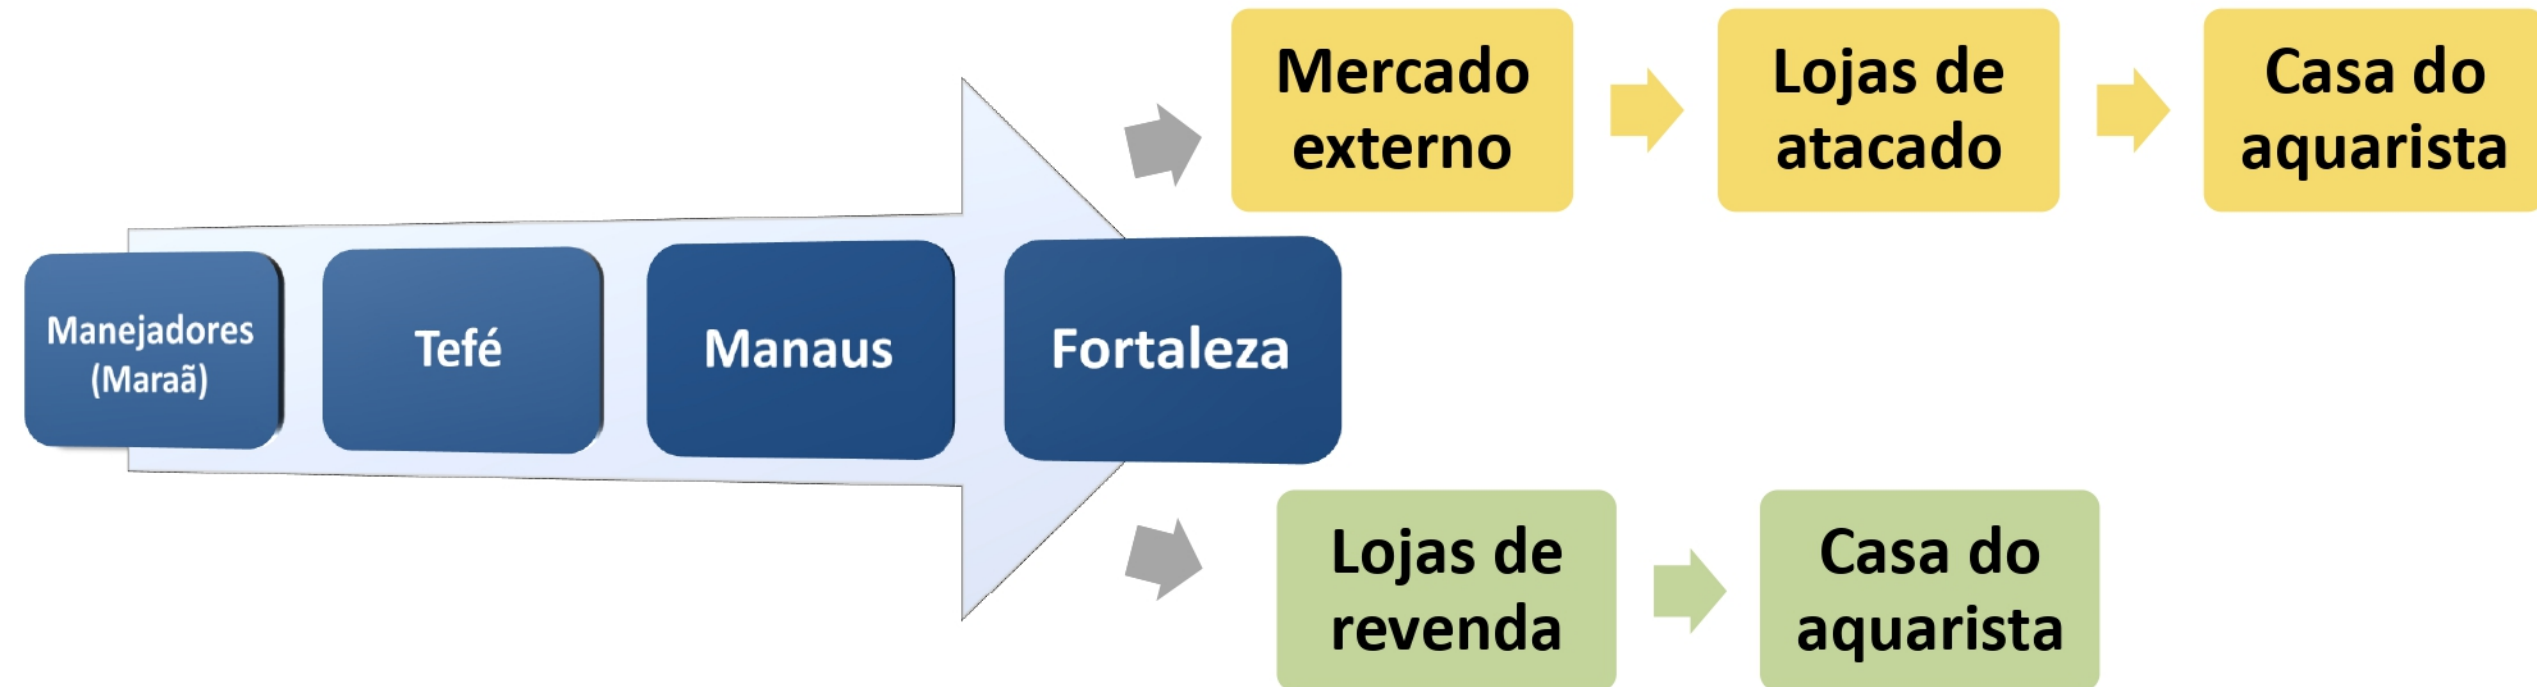 Mercado
externo
Lojas de
atacado
Casa do
aquarista
Manejadores
(Maraã)
Tefé
Manaus
Fortaleza
Lojas de
revenda
Casa do
aquarista